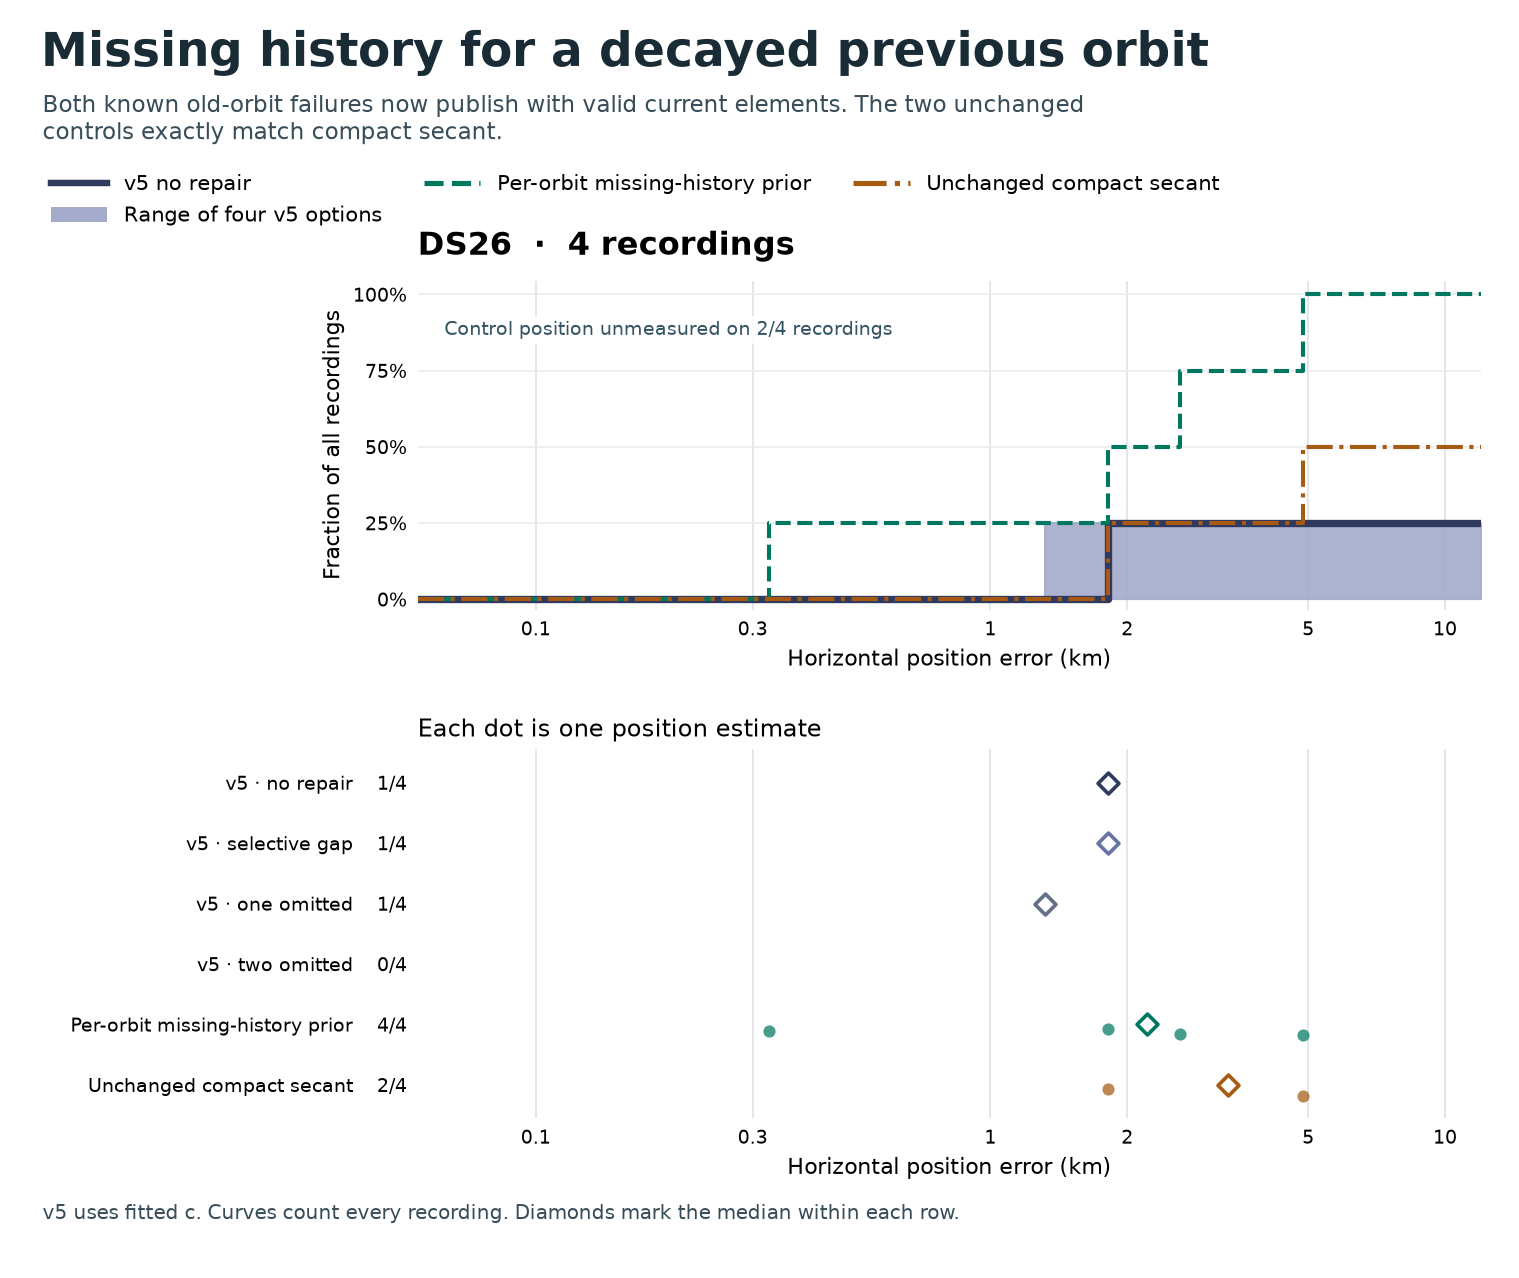 Missing history for a decayed previous orbit
Both known old-orbit failures now publish with valid current elements. The two unchanged
controls exactly match compact secant.
v5 no repair
Per-orbit missing-history prior
Unchanged compact secant
Range of four v5 options
DS26 · 4 recordings
Fraction of all recordings
100%
75%
50%
25%
0%
Control position unmeasured on 2/4 recordings
0.1 0.3 1 2 5 10
Horizontal position error (km)
Each dot is one position estimate
v5 · no repair 1/4
v5 · selective gap 1/4
v5 · one omitted 1/4
v5 · two omitted 0/4
Per-orbit missing-history prior 4/4
Unchanged compact secant 2/4
0.1 0.3 1 2 5 10
Horizontal position error (km)
v5 uses fitted c. Curves count every recording. Diamonds mark the median within each row.